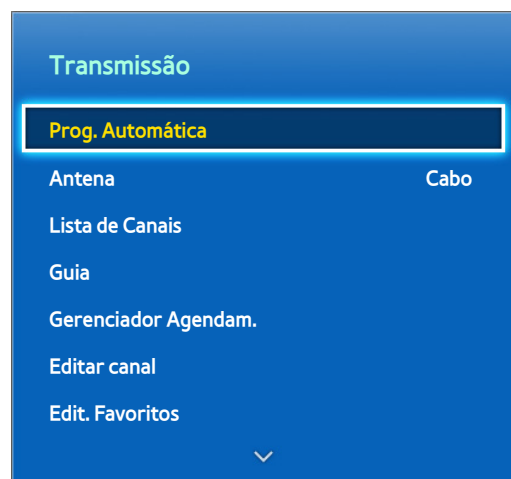 Transmissão
Prog. Automática
Antena Cabo
Lista de Canais
Guia
Gerenciador Agendam.
Editar canal
Edit. Favoritos